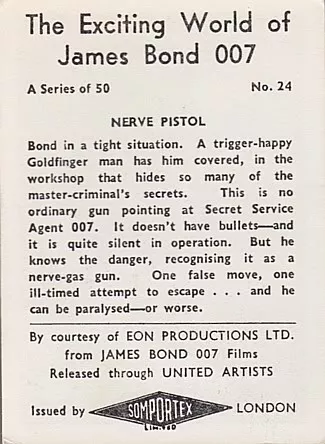 The Exciting World of
James Bond 007
A Series of 50 No. 24
NERVE PISTOL
Bond in a tight situation. A trigger-happy
Goldfinger man has him covered, in the
workshop that hides so many of the
master-criminal's secrets. This is no
ordinary gun pointing at Secret Service
Agent 007. It doesn't have bullets—and
it is quite silent in operation. But he
knows the danger, recognising it as a
nerve-gas gun. One false move, one
ill-timed attempt to escape . . . and he
can be paralysed—or worse.
By courtesy of EON PRODUCTIONS LTD.
from JAMES BOND 007 Films
Released through UNITED ARTISTS
Issued by SOMPORTEX LIMITED LONDON